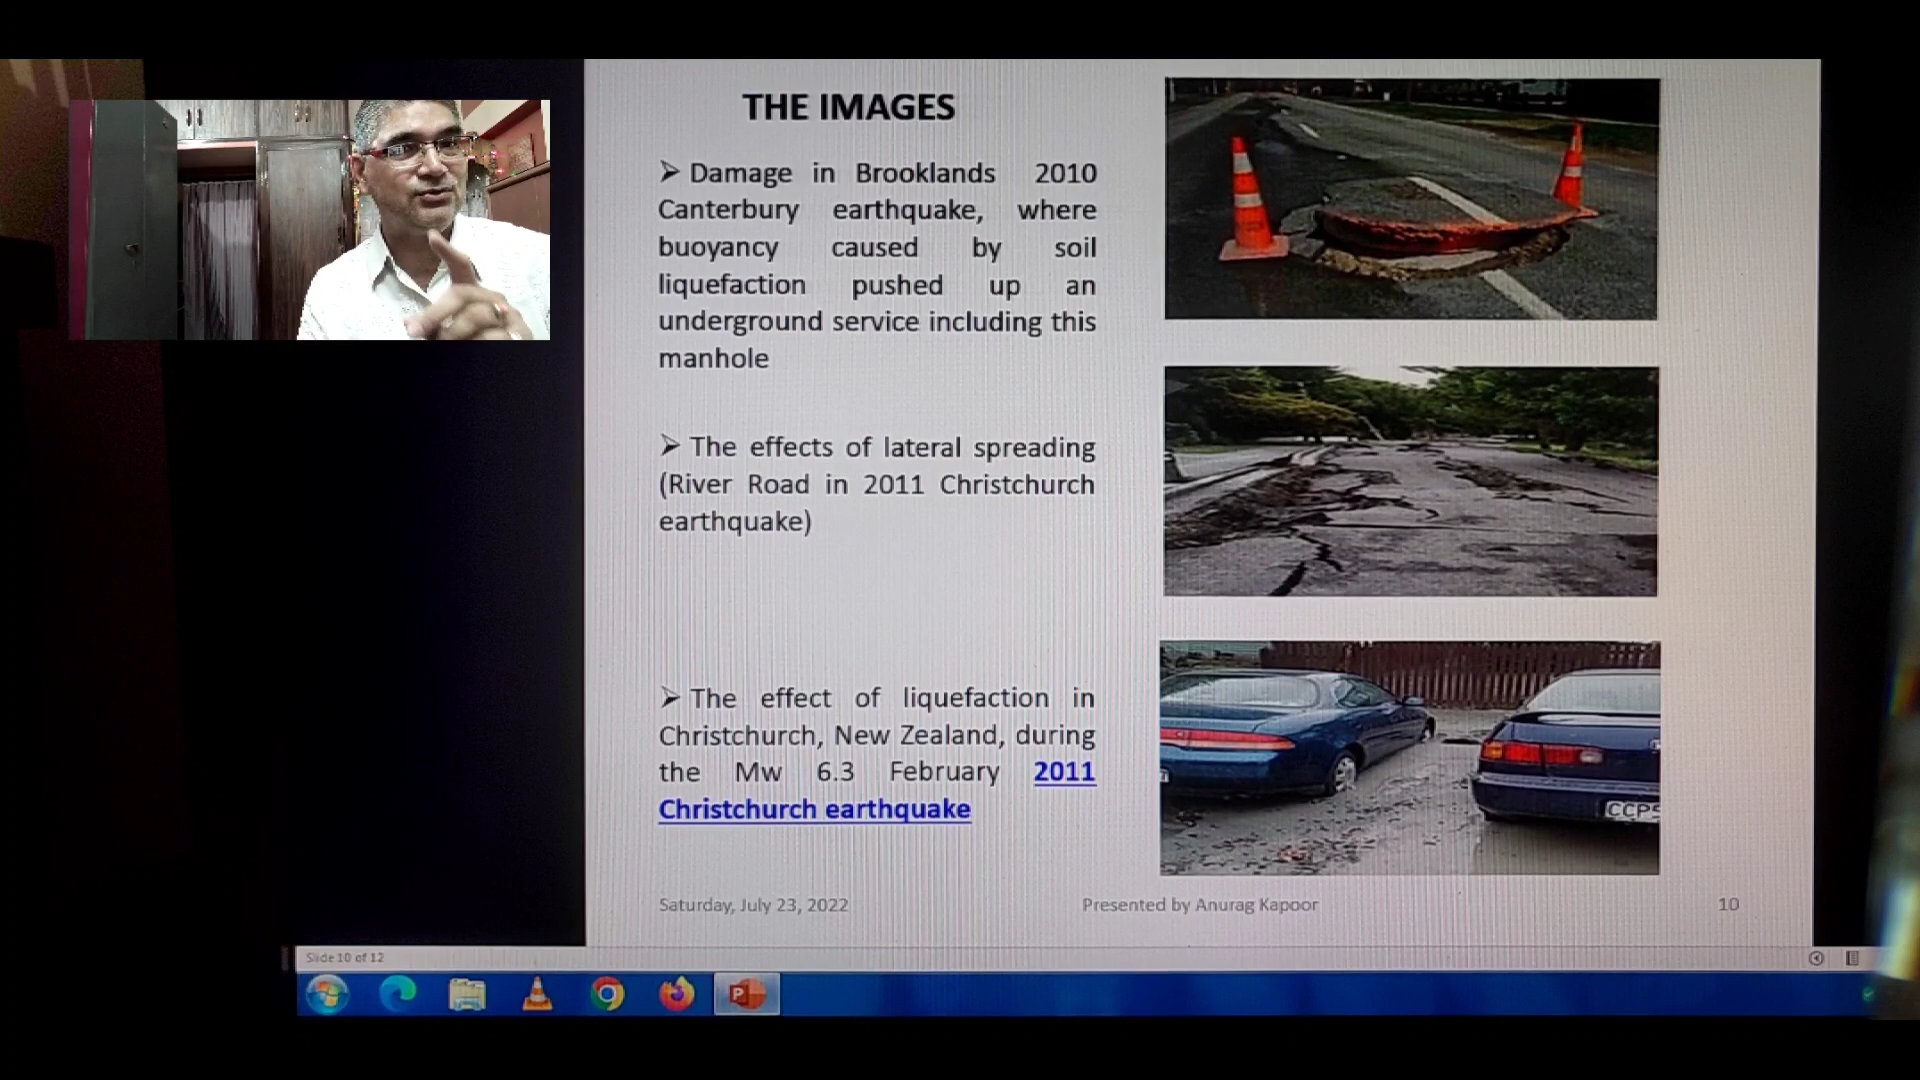 THE IMAGES
➢ Damage in Brooklands 2010
Canterbury earthquake, where
buoyancy caused by soil
liquefaction pushed up an
underground service including this
manhole
➢ The effects of lateral spreading
(River Road in 2011 Christchurch
earthquake)
➢ The effect of liquefaction in
Christchurch, New Zealand, during
the Mw 6.3 February 2011
Christchurch earthquake
CCP5
Saturday, July 23, 2022
Presented by Anurag Kapoor
10
Slide 10 of 12